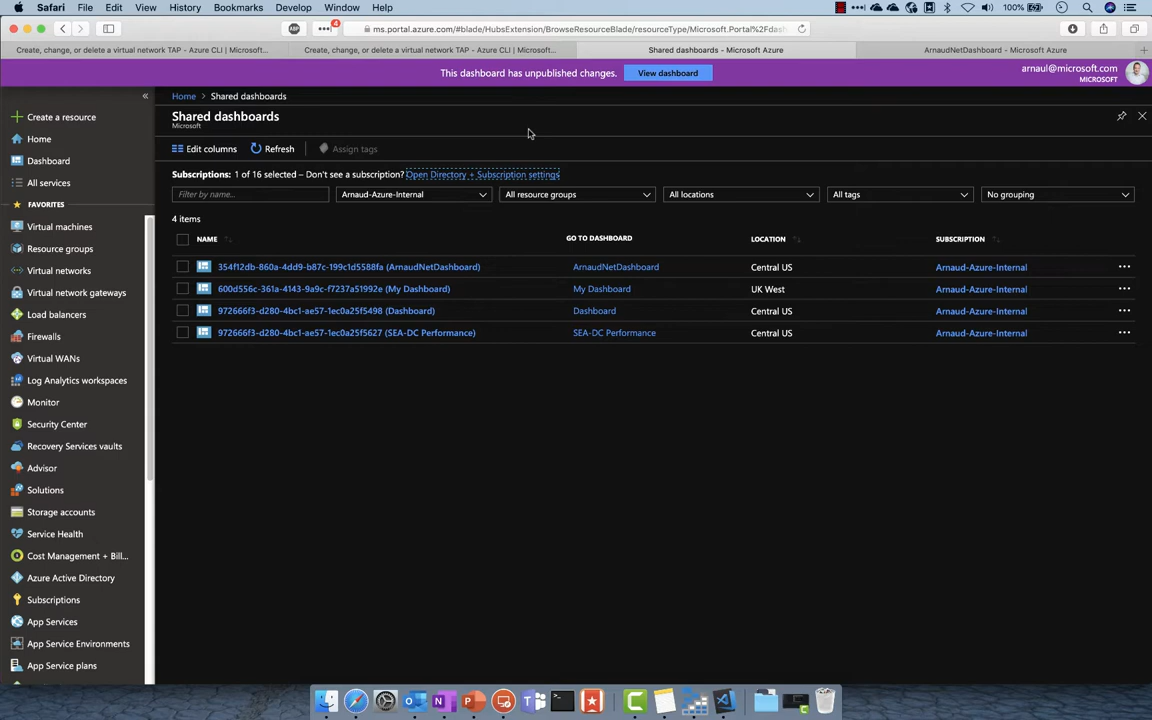 Safari File Edit View History Bookmarks Develop Window Help 100%
4
ms.portal.azure.com/#blade/HubsExtension/BrowseResourceBlade/resourceType/Microsoft.Portal%2Fdas
Create, change, or delete a virtual network TAP - Azure CLI | Microsoft...
Create, change, or delete a virtual network TAP - Azure CLI | Microsoft...
Shared dashboards - Microsoft Azure
ArnaudNetDashboard - Microsoft Azure
This dashboard has unpublished changes. View dashboard
arnaul@microsoft.com
MICROSOFT
«
Create a resource
Home
Dashboard
All services
FAVORITES
Virtual machines
Resource groups
Virtual networks
Virtual network gateways
Load balancers
Firewalls
Virtual WANs
Log Analytics workspaces
Monitor
Security Center
Recovery Services vaults
Advisor
Solutions
Storage accounts
Service Health
Cost Management + Bill...
Azure Active Directory
Subscriptions
App Services
App Service Environments
App Service plans
Home > Shared dashboards
Shared dashboards
Microsoft
Edit columns Refresh Assign tags
Subscriptions: 1 of 16 selected – Don't see a subscription? Open Directory + Subscription settings
Filter by name... Arnaud-Azure-Internal All resource groups All locations All tags No grouping
4 items
NAME GO TO DASHBOARD LOCATION SUBSCRIPTION
354f12db-860a-4dd9-b87c-199c1d5588fa (ArnaudNetDashboard) ArnaudNetDashboard Central US Arnaud-Azure-Internal
600d556c-361a-4143-9a9c-f7237a51992e (My Dashboard) My Dashboard UK West Arnaud-Azure-Internal
972666f3-d280-4bc1-ae57-1ec0a25f5498 (Dashboard) Dashboard Central US Arnaud-Azure-Internal
972666f3-d280-4bc1-ae57-1ec0a25f5627 (SEA-DC Performance) SEA-DC Performance Central US Arnaud-Azure-Internal